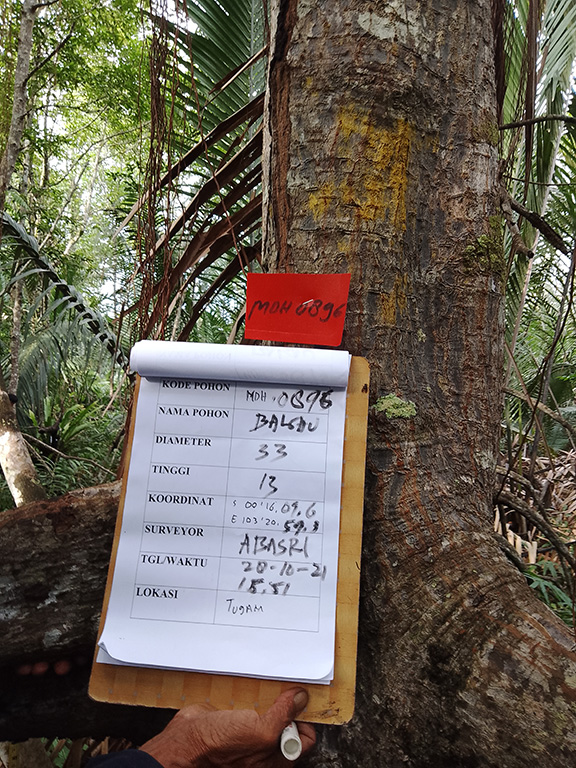 MDH 0896
KODE POHON MDH. 0896
NAMA POHON BALGAU
DIAMETER 33
TINGGI 13
KOORDINAT S 00°16.09.6
E 103°20.59.3
SURVEYOR ABASRI
TGL/WAKTU 20-10-21
15.51
LOKASI TUGAM